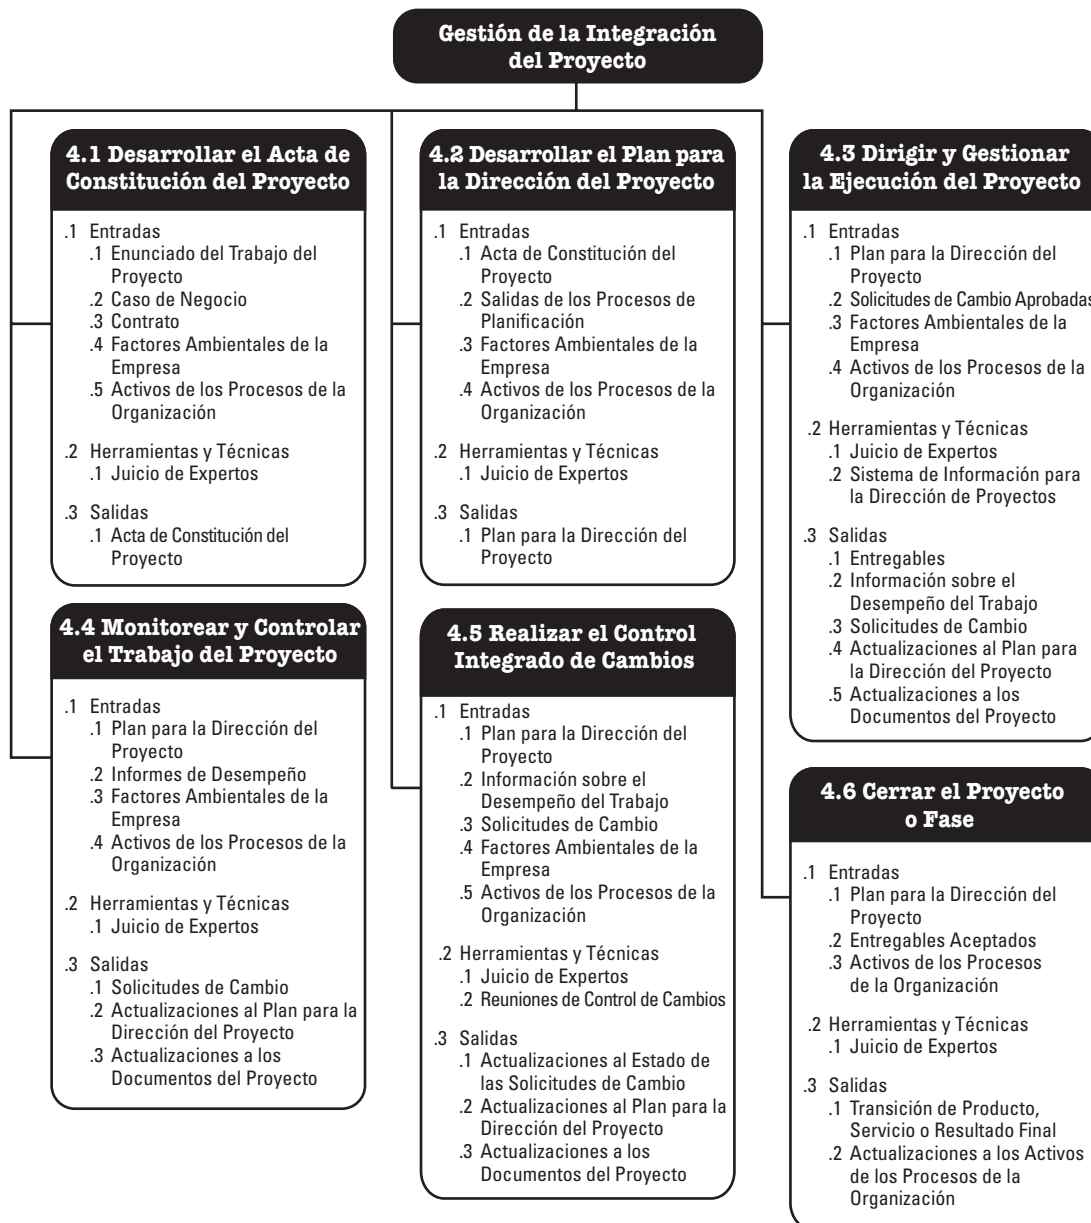 Gestión de la Integración
del Proyecto
4.1 Desarrollar el Acta de
Constitución del Proyecto
.1 Entradas
.1 Enunciado del Trabajo del
Proyecto
.2 Caso de Negocio
.3 Contrato
.4 Factores Ambientales de la
Empresa
.5 Activos de los Procesos de la
Organización
.2 Herramientas y Técnicas
.1 Juicio de Expertos
.3 Salidas
.1 Acta de Constitución del
Proyecto
4.2 Desarrollar el Plan para
la Dirección del Proyecto
.1 Entradas
.1 Acta de Constitución del
Proyecto
.2 Salidas de los Procesos de
Planificación
.3 Factores Ambientales de la
Empresa
.4 Activos de los Procesos de la
Organización
.2 Herramientas y Técnicas
.1 Juicio de Expertos
.3 Salidas
.1 Plan para la Dirección del
Proyecto
4.3 Dirigir y Gestionar
la Ejecución del Proyecto
.1 Entradas
.1 Plan para la Dirección del
Proyecto
.2 Solicitudes de Cambio Aprobadas
.3 Factores Ambientales de la
Empresa
.4 Activos de los Procesos de la
Organización
.2 Herramientas y Técnicas
.1 Juicio de Expertos
.2 Sistema de Información para
la Dirección de Proyectos
.3 Salidas
.1 Entregables
.2 Información sobre el
Desempeño del Trabajo
.3 Solicitudes de Cambio
.4 Actualizaciones al Plan para
la Dirección del Proyecto
.5 Actualizaciones a los
Documentos del Proyecto
4.4 Monitorear y Controlar
el Trabajo del Proyecto
.1 Entradas
.1 Plan para la Dirección del
Proyecto
.2 Informes de Desempeño
.3 Factores Ambientales de la
Empresa
.4 Activos de los Procesos de la
Organización
.2 Herramientas y Técnicas
.1 Juicio de Expertos
.3 Salidas
.1 Solicitudes de Cambio
.2 Actualizaciones al Plan para la
Dirección del Proyecto
.3 Actualizaciones a los
Documentos del Proyecto
4.5 Realizar el Control
Integrado de Cambios
.1 Entradas
.1 Plan para la Dirección del
Proyecto
.2 Información sobre el
Desempeño del Trabajo
.3 Solicitudes de Cambio
.4 Factores Ambientales de la
Empresa
.5 Activos de los Procesos de la
Organización
.2 Herramientas y Técnicas
.1 Juicio de Expertos
.2 Reuniones de Control de Cambios
.3 Salidas
.1 Actualizaciones al Estado de
las Solicitudes de Cambio
.2 Actualizaciones al Plan para la
Dirección del Proyecto
.3 Actualizaciones a los
Documentos del Proyecto
4.6 Cerrar el Proyecto
o Fase
.1 Entradas
.1 Plan para la Dirección del
Proyecto
.2 Entregables Aceptados
.3 Activos de los Procesos
de la Organización
.2 Herramientas y Técnicas
.1 Juicio de Expertos
.3 Salidas
.1 Transición de Producto,
Servicio o Resultado Final
.2 Actualizaciones a los Activos
de los Procesos de la
Organización